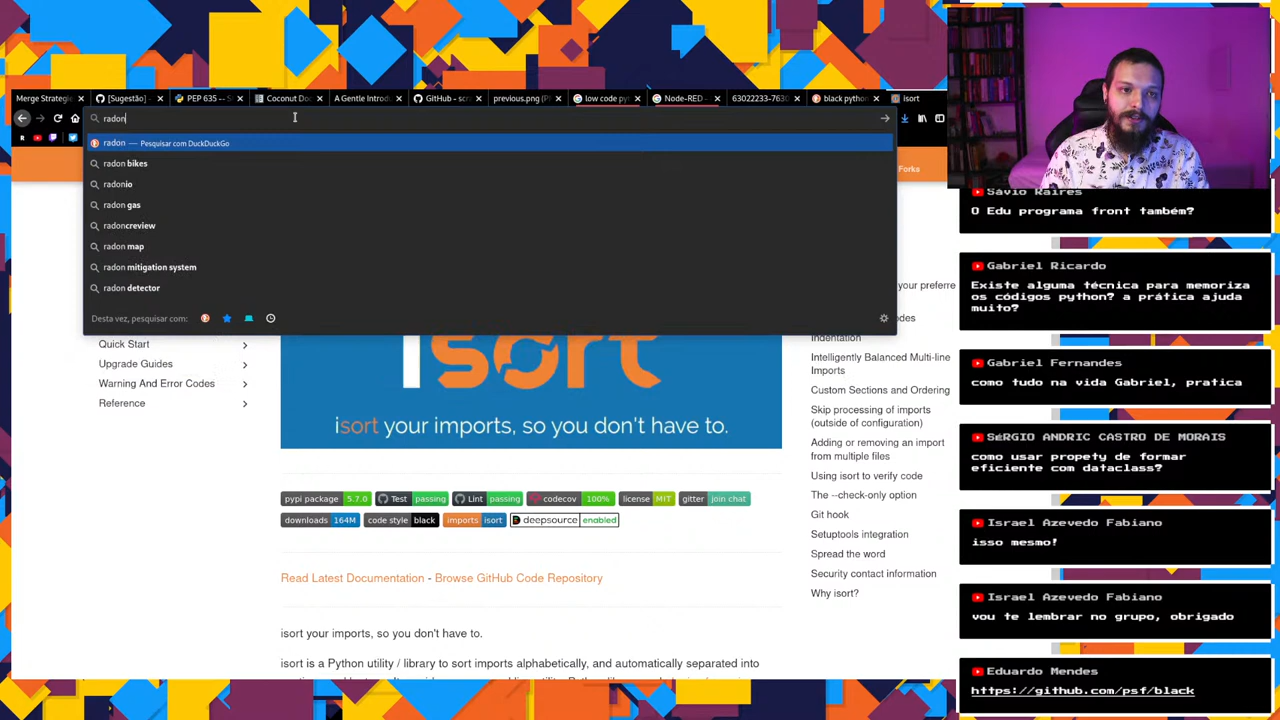 Merge Strategie
[Sugestão]
PEP 635 -- S
Coconut Doc
A Gentle Introdu
GitHub - scr
previous.png (P
low code py
Node-RED -
63022233-763
black python
isort
radon
radon — Pesquisar com DuckDuckGo
radon bikes
radonio
radon gas
radoncreview
radon map
radon mitigation system
radon detector
Desta vez, pesquisar com:
Forks
Quick Start
Upgrade Guides
Warning And Error Codes
Reference
isort
isort your imports, so you don't have to.
pypi package 5.7.0 Test passing Lint passing codecov 100% license MIT gitter join chat
downloads 164M code style black imports isort deepsource enabled
Read Latest Documentation - Browse GitHub Code Repository
isort your imports, so you don't have to.
isort is a Python utility / library to sort imports alphabetically, and automatically separated into
your preferre
odes
Indentation
Intelligently Balanced Multi-line
Imports
Custom Sections and Ordering
Skip processing of imports
(outside of configuration)
Adding or removing an import
from multiple files
Using isort to verify code
The --check-only option
Git hook
Setuptools integration
Spread the word
Security contact information
Why isort?
Sávio Raires
O Edu programa front também?
Gabriel Ricardo
Existe alguma técnica para memoriza
os códigos python? a prática ajuda
muito?
Gabriel Fernandes
como tudo na vida Gabriel, pratica
SéRGIO ANDRIC CASTRO DE MORAIS
como usar propety de formar
eficiente com dataclass?
Israel Azevedo Fabiano
isso mesmo!
Israel Azevedo Fabiano
vou te lembrar no grupo, obrigado
Eduardo Mendes
https://github.com/psf/black